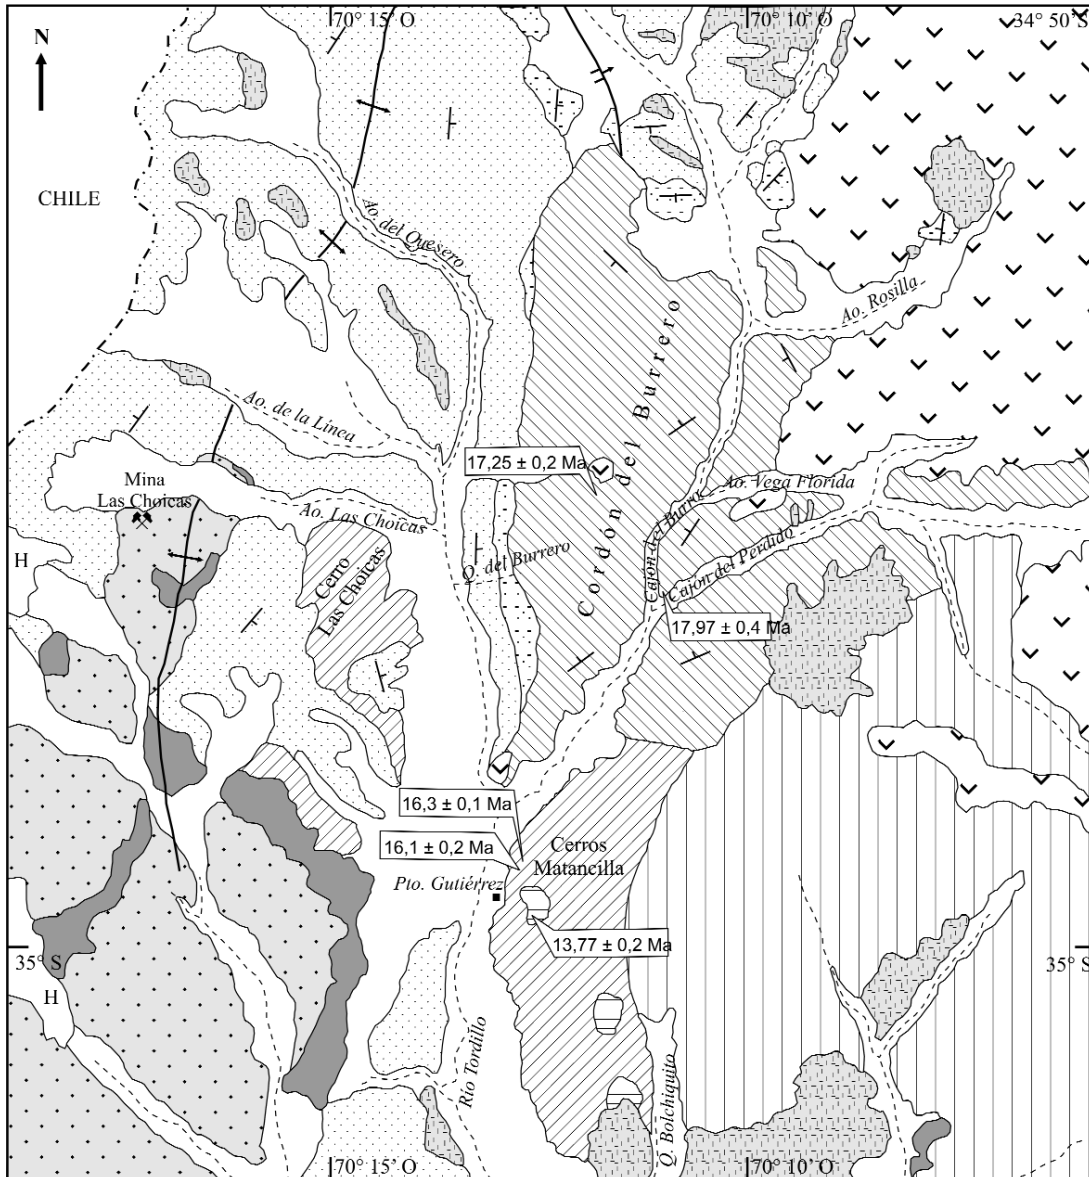 70° 15' O
70° 10' O
34° 50' S
N
CHILE
Ao. del Quesero
Ao. Rosilla
Cordón del Burrero
Ao. de la Línea
17,25 ± 0,2 Ma
Mina
Las Choicas
Ao. Vega Florida
Ao. Las Choicas
Cajón del Burro
Q. del Burrero
H
Cerro
Las Choicas
Cajón del Perdido
17,97 ± 0,4 Ma
16,3 ± 0,1 Ma
16,1 ± 0,2 Ma
Cerros
Matancilla
Pto. Gutiérrez
13,77 ± 0,2 Ma
35° S
35° S
H
Río Tordillo
Q. Bolchiquito
70° 15' O
70° 10' O